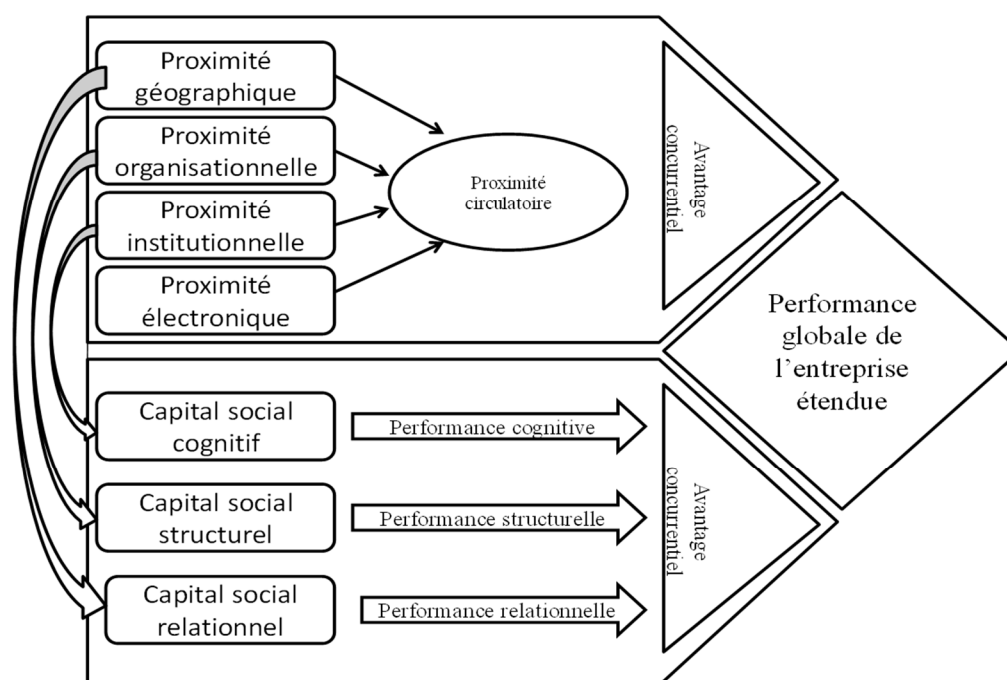 Proximité
géographique
Proximité
organisationnelle
Proximité
institutionnelle
Proximité
électronique
Proximité
circulatoire
Avantage
concurrentiel
Performance
globale de
l’entreprise
étendue
Capital social
cognitif
Performance cognitive
Capital social
structurel
Performance structurelle
Capital social
relationnel
Performance relationnelle
Avantage
concurrentiel